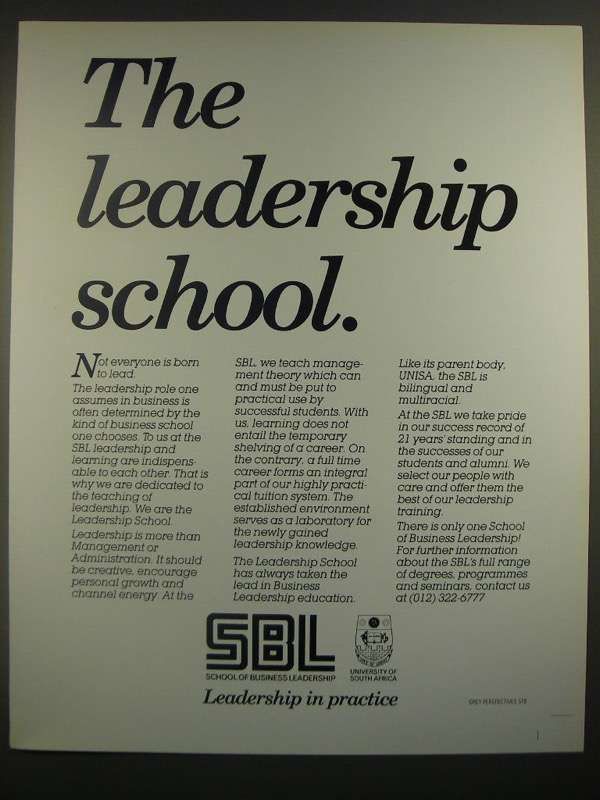 The
leadership
school.
Not everyone is born
to lead.
The leadership role one
assumes in business is
often determined by the
kind of business school
one chooses. To us at the
SBL leadership and
learning are indispens-
able to each other. That is
why we are dedicated to
the teaching of
leadership. We are the
Leadership School.
Leadership is more than
Management or
Administration. It should
be creative, encourage
personal growth and
channel energy. At the
SBL, we teach manage-
ment theory which can
and must be put to
practical use by
successful students. With
us, learning does not
entail the temporary
shelving of a career. On
the contrary, a full time
career forms an integral
part of our highly practi-
cal tuition system. The
established environment
serves as a laboratory for
the newly gained
leadership knowledge.
The Leadership School
has always taken the
lead in Business
Leadership education.
Like its parent body,
UNISA, the SBL is
bilingual and
multiracial.
At the SBL we take pride
in our success record of
21 years' standing and in
the successes of our
students and alumni. We
select our people with
care and offer them the
best of our leadership
training.
There is only one School
of Business Leadership!
For further information
about the SBL's full range
of degrees, programmes
and seminars, contact us
at (012) 322-6777
SBL
SCHOOL OF BUSINESS LEADERSHIP
UNIVERSITY OF
SOUTH AFRICA
Leadership in practice
GREY PERSPECTIVES
1